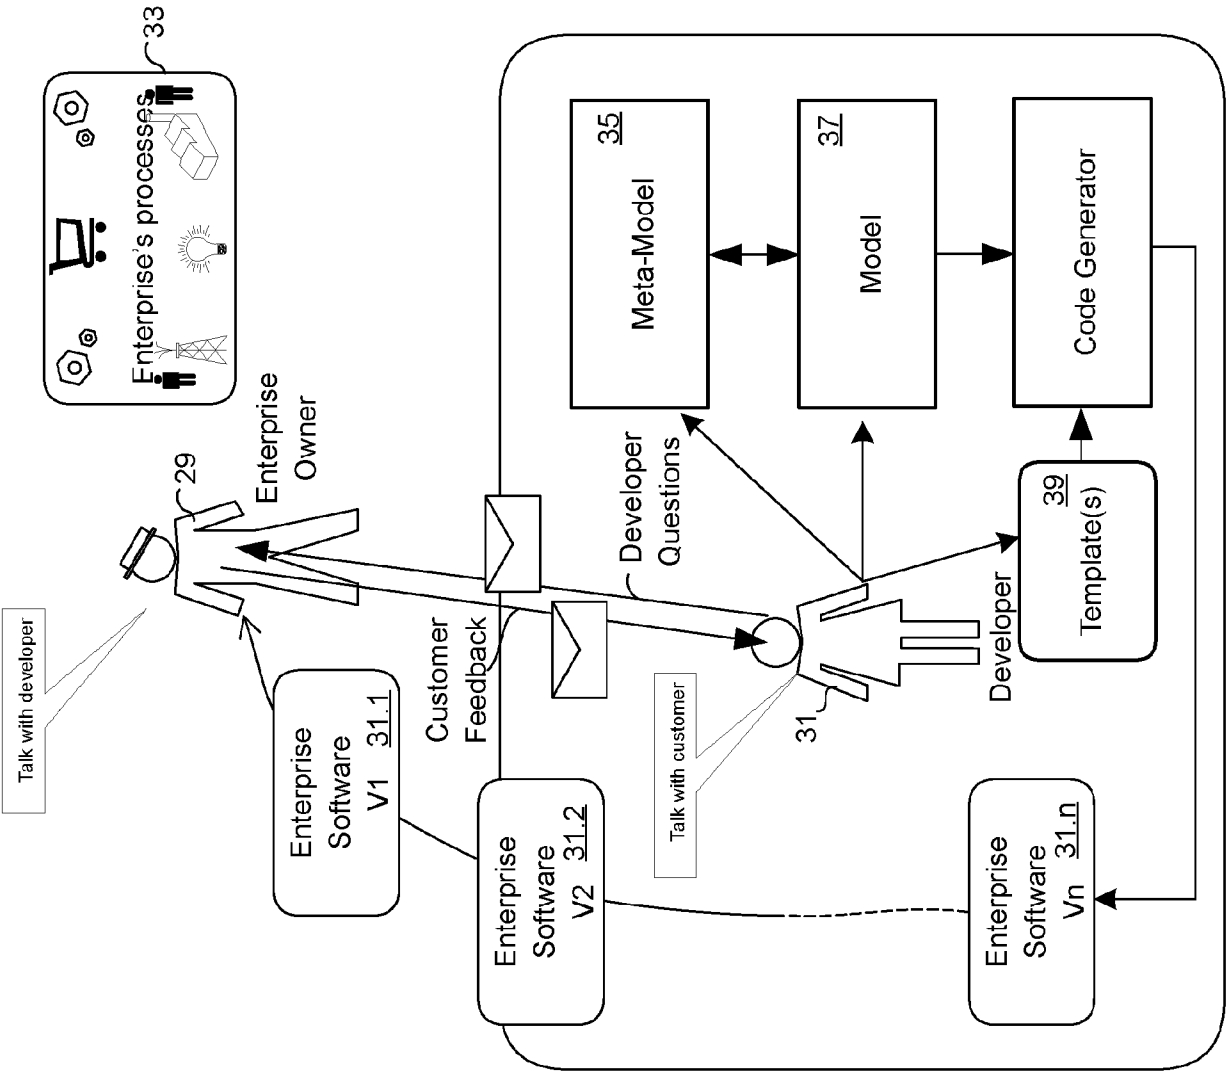 33
Enterprise's processes
29
Enterprise
Owner
Talk with developer
Enterprise
Software
V1 31.1
Customer
Feedback
Developer
Questions
Talk with customer
31
Developer
Enterprise
Software
V2 31.2
Enterprise
Software
Vn 31.n
35
Meta-Model
37
Model
Code Generator
39
Template(s)